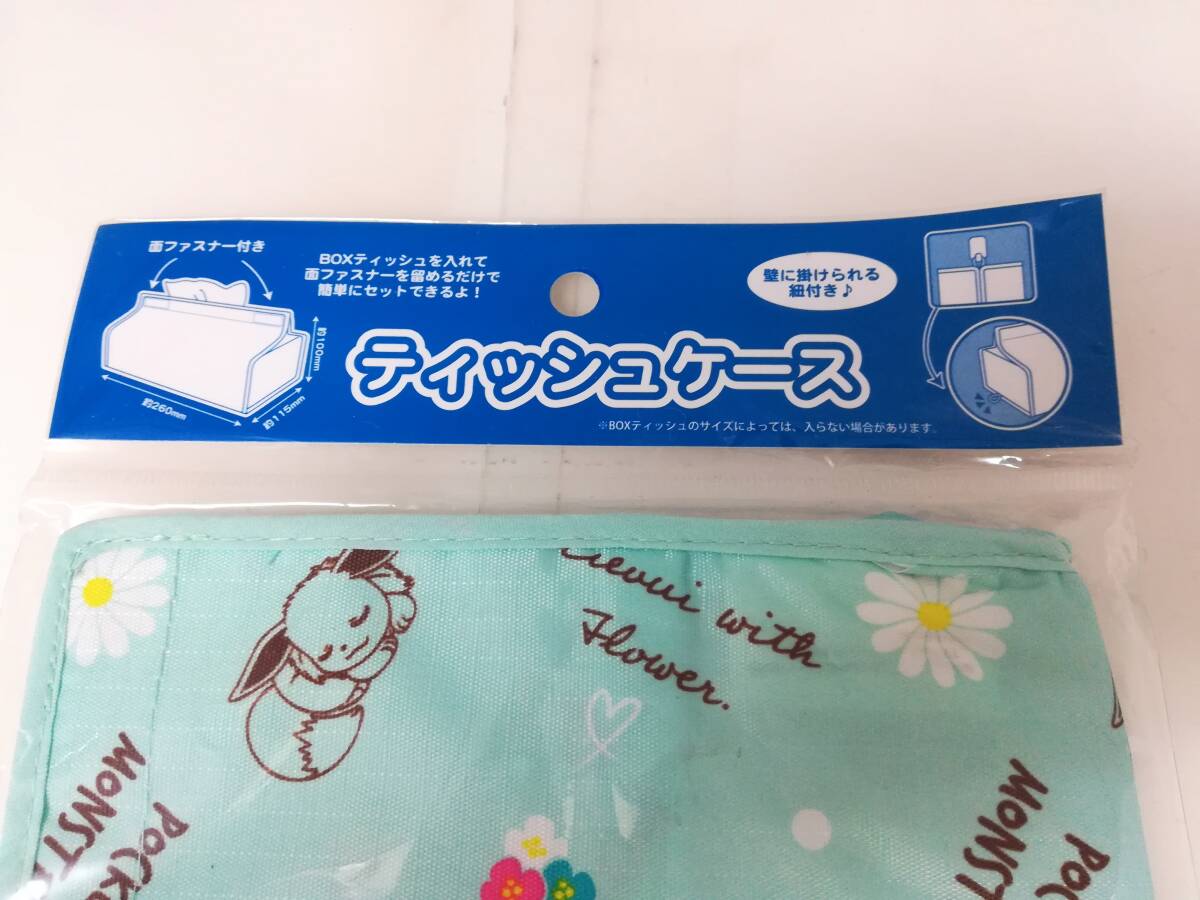 面ファスナー付き
BOXティッシュを入れて
面ファスナーを留めるだけで
簡単にセットできるよ！
約100mm
約260mm
約115mm
ティッシュケース
※BOXティッシュのサイズによっては、入らない場合があります。
壁に掛けられる
紐付き♪
with
Flower.
MONST
POCK
MONS
POC